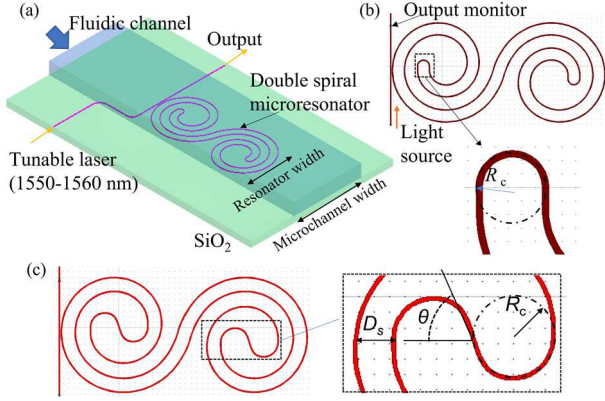 (a)
Fluidic channel
Output
Double spiral
microresonator
Tunable laser
(1550-1560 nm)
SiO2
Resonator width
Microchannel width
(b)
Output monitor
Light
source
Rc
(c)
Ds
θ
Rc